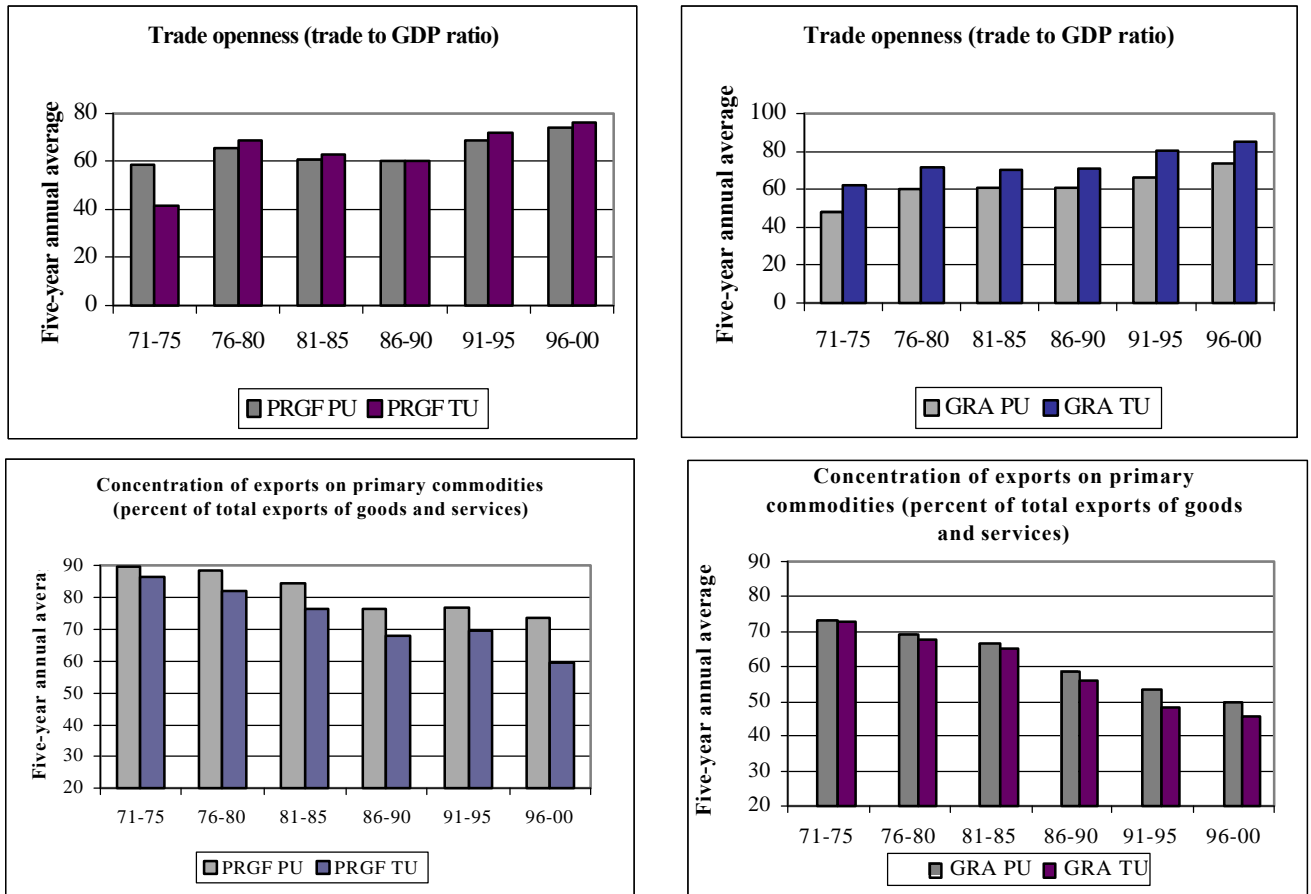 Trade openness (trade to GDP ratio)
Five-year annual average
80
60
40
20
0
71-75 76-80 81-85 86-90 91-95 96-00
PRGF PU PRGF TU
Trade openness (trade to GDP ratio)
Five-year annual average
100
80
60
40
20
0
71-75 76-80 81-85 86-90 91-95 96-00
GRA PU GRA TU
Concentration of exports on primary commodities
(percent of total exports of goods and services)
Five-year annual avera
90
80
70
60
50
40
30
20
71-75 76-80 81-85 86-90 91-95 96-00
PRGF PU PRGF TU
Concentration of exports on primary
commodities (percent of total exports of goods
and services)
Five-year annual average
90
80
70
60
50
40
30
20
71-75 76-80 81-85 86-90 91-95 96-00
GRA PU GRA TU